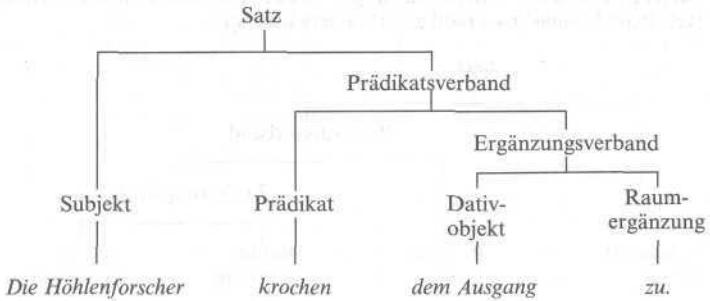 Satz
Prädikatsverband
Ergänzungsverband
Subjekt Prädikat Dativ- Raum-
objekt ergänzung
Die Höhlenforscher krochen dem Ausgang zu.